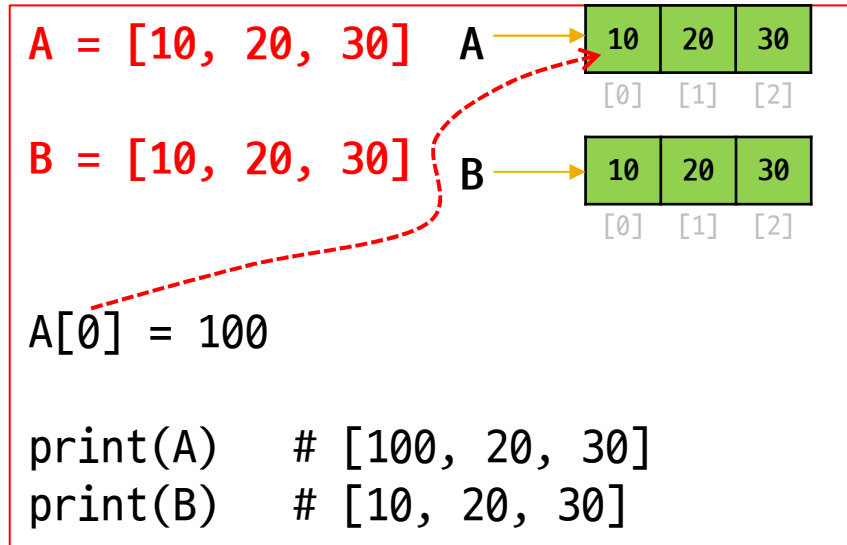 A = [10, 20, 30] A 10 20 30
[0] [1] [2]
B = [10, 20, 30] B 10 20 30
[0] [1] [2]
A[0] = 100
print(A) # [100, 20, 30]
print(B) # [10, 20, 30]